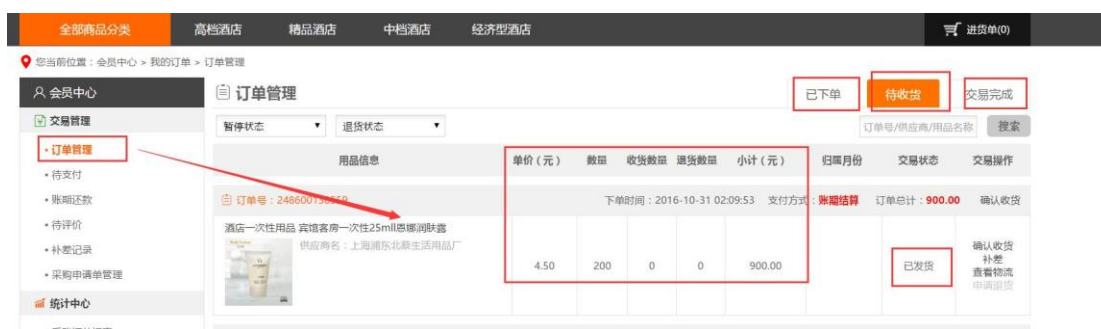 全部商品分类 高档酒店 精品酒店 中档酒店 经济型酒店 进货单(0)
您当前位置：会员中心 > 我的订单 > 订单管理
会员中心
订单管理 已下单 待收货 交易完成
交易管理
暂停状态 退货状态 订单号/供应商/用品名称 搜索
• 订单管理
用品信息 单价（元） 数量 收货数量 退货数量 小计（元） 归属月份 交易状态 交易操作
• 待支付
• 账期还款
订单号：248600 下单时间：2016-10-31 02:09:53 支付方式：账期结算 订单总计：900.00 确认收货
• 待评价
酒店一次性用品 宾馆客房一次性25mll恩娜润肤露
供应商名：上海浦东北蔡生活用品厂
• 补差记录
4.50 200 0 0 900.00 已发货
确认收货
补差
查看物流
申请退货
• 采购申请单管理
统计中心